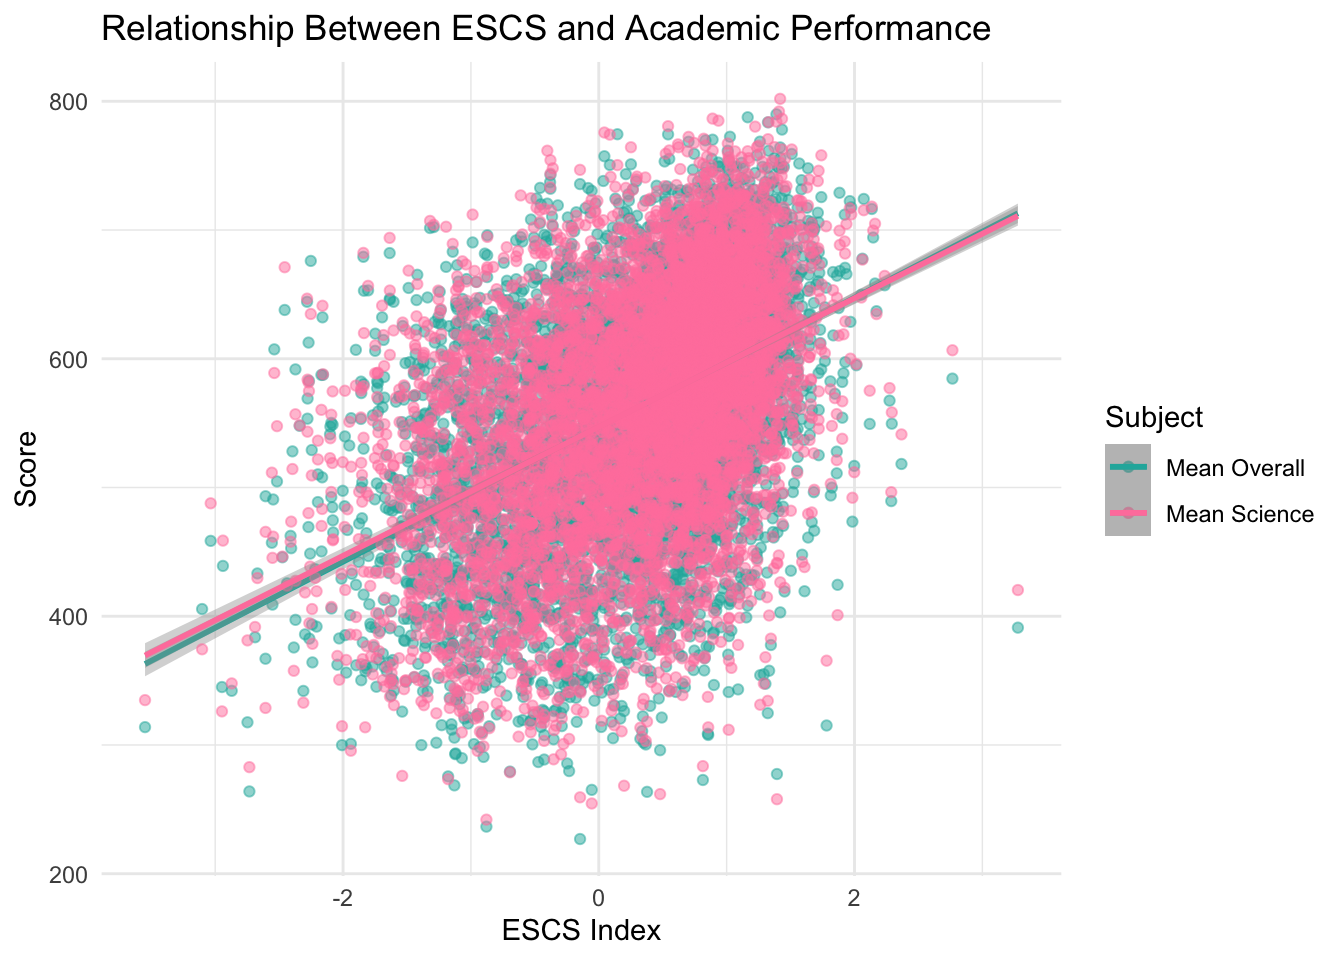 Relationship Between ESCS and Academic Performance
Score
800
600
400
200
-2
0
2
ESCS Index
Subject
Mean Overall
Mean Science